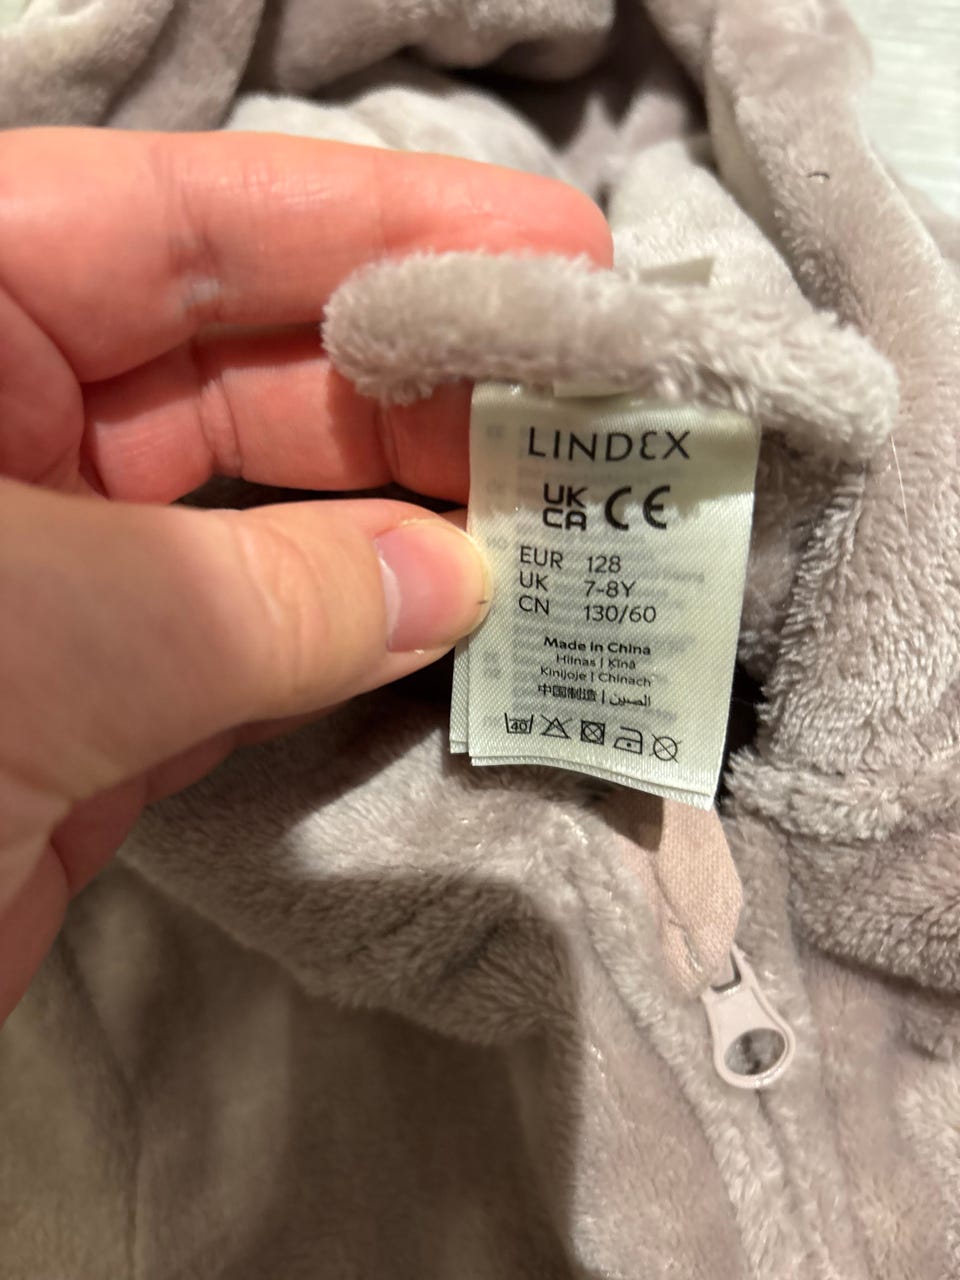 LINDEX
UK
CA CE
EUR 128
UK 7-8Y
CN 130/60
Made in China
Hiinas | Ķīnā
Kinijoje | Chinach
中国制造 | الصين
40